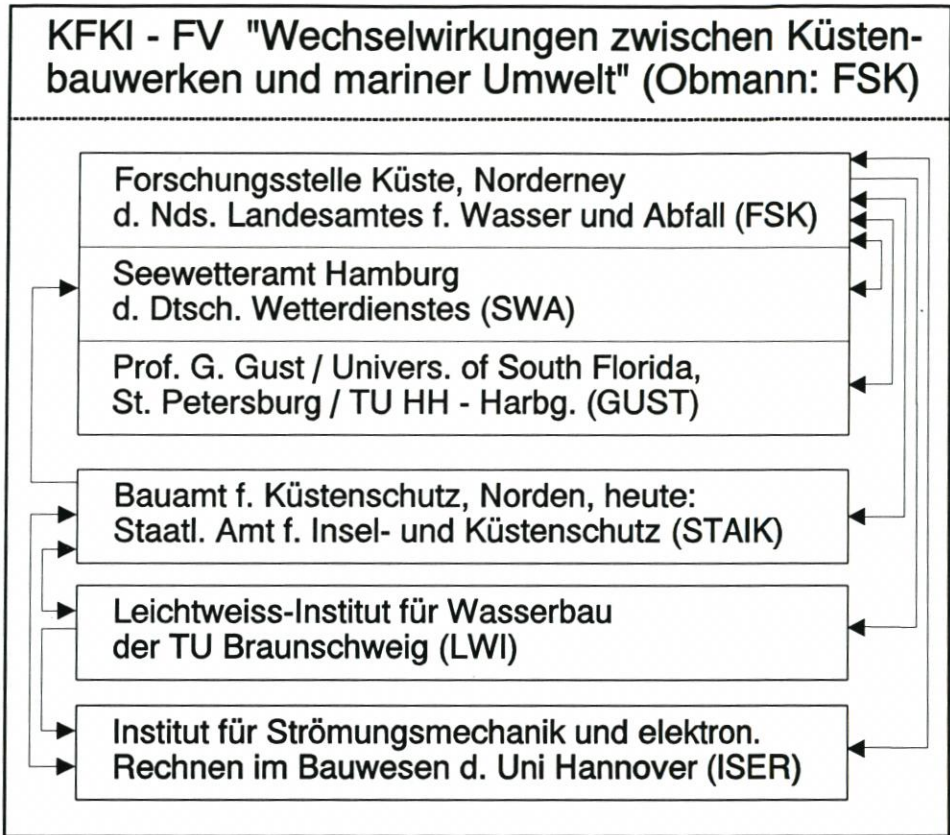 KFKI - FV "Wechselwirkungen zwischen Küsten-
bauwerken und mariner Umwelt" (Obmann: FSK)
Forschungsstelle Küste, Norderney
d. Nds. Landesamtes f. Wasser und Abfall (FSK)
Seewetteramt Hamburg
d. Dtsch. Wetterdienstes (SWA)
Prof. G. Gust / Univers. of South Florida,
St. Petersburg / TU HH - Harbg. (GUST)
Bauamt f. Küstenschutz, Norden, heute:
Staatl. Amt f. Insel- und Küstenschutz (STAIK)
Leichtweiss-Institut für Wasserbau
der TU Braunschweig (LWI)
Institut für Strömungsmechanik und elektron.
Rechnen im Bauwesen d. Uni Hannover (ISER)